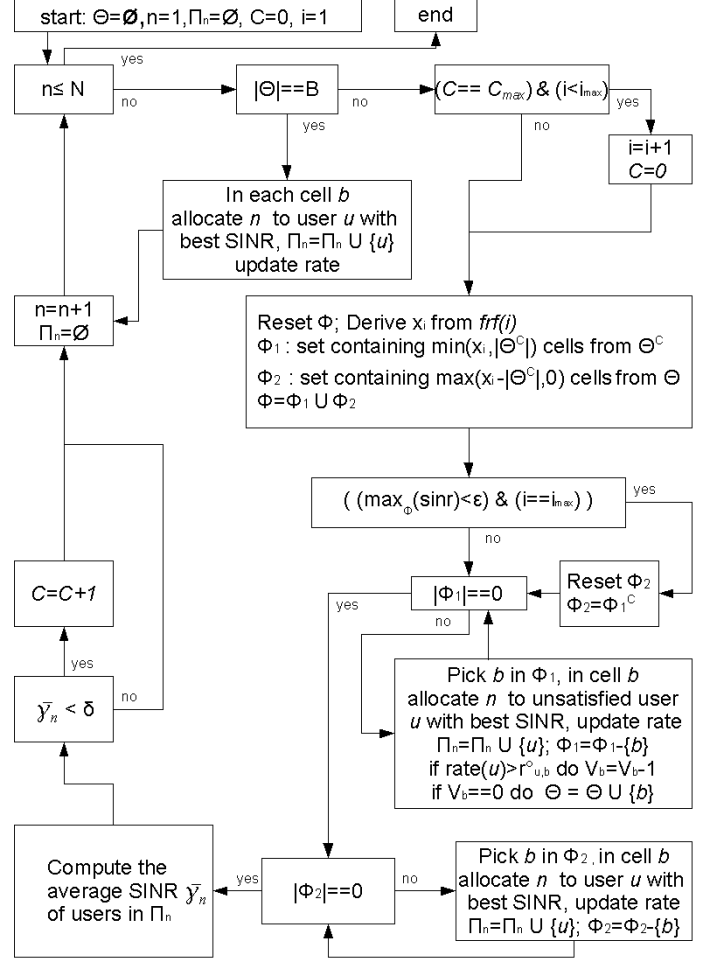 start: Θ=Ø,n=1,Πn=Ø, C=0, i=1
end
n≤ N
yes
no
|Θ|==B
no
yes
(C== Cmax) & (i<imax)
yes
no
i=i+1
C=0
In each cell b
allocate n to user u with
best SINR, Πn=Πn U {u}
update rate
n=n+1
Πn=Ø
Reset Φ; Derive xi from frf(i)
Φ1 : set containing min(xi,|Θᶜ|) cells from Θᶜ
Φ2 : set containing max(xi-|Θᶜ|,0) cells from Θ
Φ=Φ1 U Φ2
( (maxΦ(sinr)<ε) & (i==imax) )
yes
no
Reset Φ2
Φ2=Φ1ᶜ
|Φ1|==0
yes
no
C=C+1
yes
γ̄n < δ
no
Pick b in Φ1, in cell b
allocate n to unsatisfied user
u with best SINR, update rate
Πn=Πn U {u}; Φ1=Φ1-{b}
if rate(u)>r°u,b do Vb=Vb-1
if Vb==0 do Θ = Θ U {b}
Compute the
average SINR γ̄n
of users in Πn
yes
|Φ2|==0
no
Pick b in Φ2, in cell b
allocate n to user u with
best SINR, update rate
Πn=Πn U {u}; Φ2=Φ2-{b}